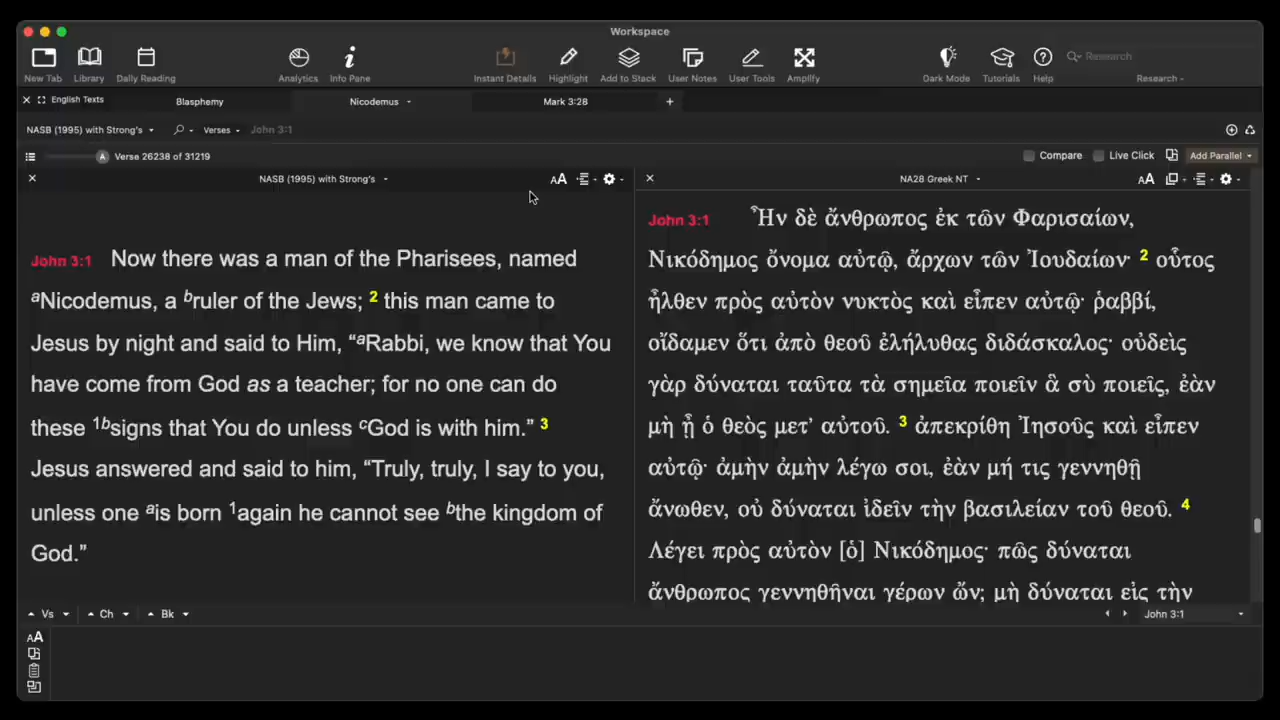 Workspace
New Tab Library Daily Reading Analytics Info Pane Instant Details Highlight Add to Stack User Notes User Tools Amplify Dark Mode Tutorials Help Research
Research
English Texts Blasphemy Nicodemus Mark 3:28 +
NASB (1995) with Strong's Verses John 3:1
A Verse 26238 of 31219 Compare Live Click Add Parallel
NASB (1995) with Strong's AA
John 3:1 Now there was a man of the Pharisees, named
aNicodemus, a bruler of the Jews; 2 this man came to
Jesus by night and said to Him, “aRabbi, we know that You
have come from God as a teacher; for no one can do
these 1bsigns that You do unless cGod is with him.” 3
Jesus answered and said to him, “Truly, truly, I say to you,
unless one ais born 1again he cannot see bthe kingdom of
God.”
NA28 Greek NT AA
John 3:1 Ἦν δὲ ἄνθρωπος ἐκ τῶν Φαρισαίων,
Νικόδημος ὄνομα αὐτῷ, ἄρχων τῶν Ἰουδαίων· 2 οὗτος
ἦλθεν πρὸς αὐτὸν νυκτὸς καὶ εἶπεν αὐτῷ· ῥαββί,
οἴδαμεν ὅτι ἀπὸ θεοῦ ἐλήλυθας διδάσκαλος· οὐδεὶς
γὰρ δύναται ταῦτα τὰ σημεῖα ποιεῖν ἃ σὺ ποιεῖς, ἐὰν
μὴ ᾖ ὁ θεὸς μετ’ αὐτοῦ. 3 ἀπεκρίθη Ἰησοῦς καὶ εἶπεν
αὐτῷ· ἀμὴν ἀμὴν λέγω σοι, ἐὰν μή τις γεννηθῇ
ἄνωθεν, οὐ δύναται ἰδεῖν τὴν βασιλείαν τοῦ θεοῦ. 4
Λέγει πρὸς αὐτὸν [ὁ] Νικόδημος· πῶς δύναται
ἄνθρωπος γεννηθῆναι γέρων ὤν; μὴ δύναται εἰς τὴν
Vs Ch Bk John 3:1
AA